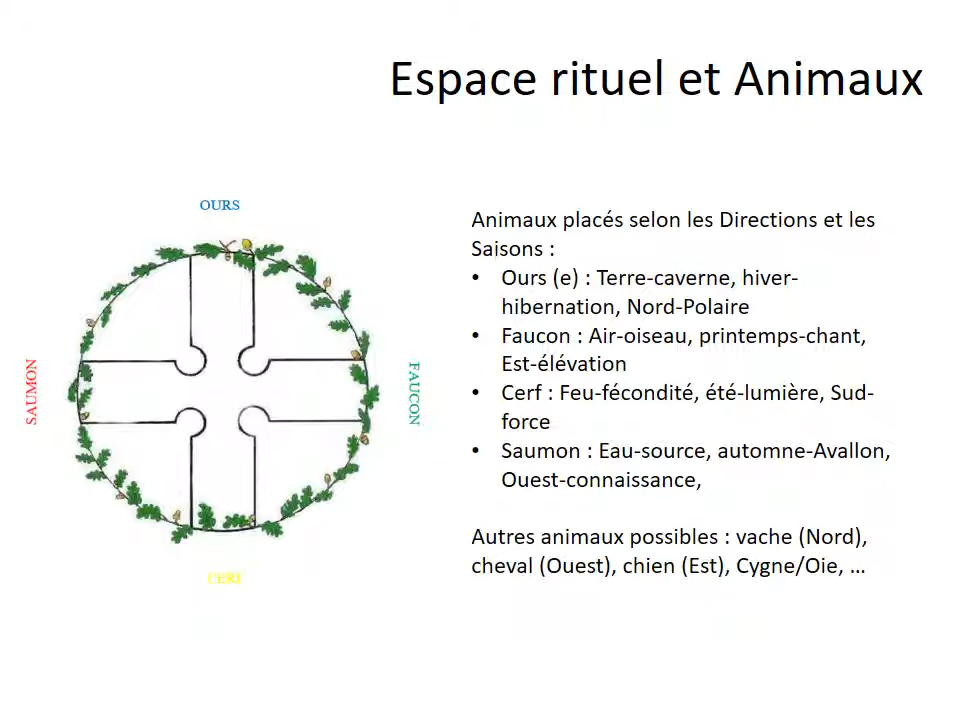 Espace rituel et Animaux
OURS
SAUMON
FAUCON
CERF
Animaux placés selon les Directions et les
Saisons :
• Ours (e) : Terre-caverne, hiver-
hibernation, Nord-Polaire
• Faucon : Air-oiseau, printemps-chant,
Est-élévation
• Cerf : Feu-fécondité, été-lumière, Sud-
force
• Saumon : Eau-source, automne-Avallon,
Ouest-connaissance,
Autres animaux possibles : vache (Nord),
cheval (Ouest), chien (Est), Cygne/Oie, ...